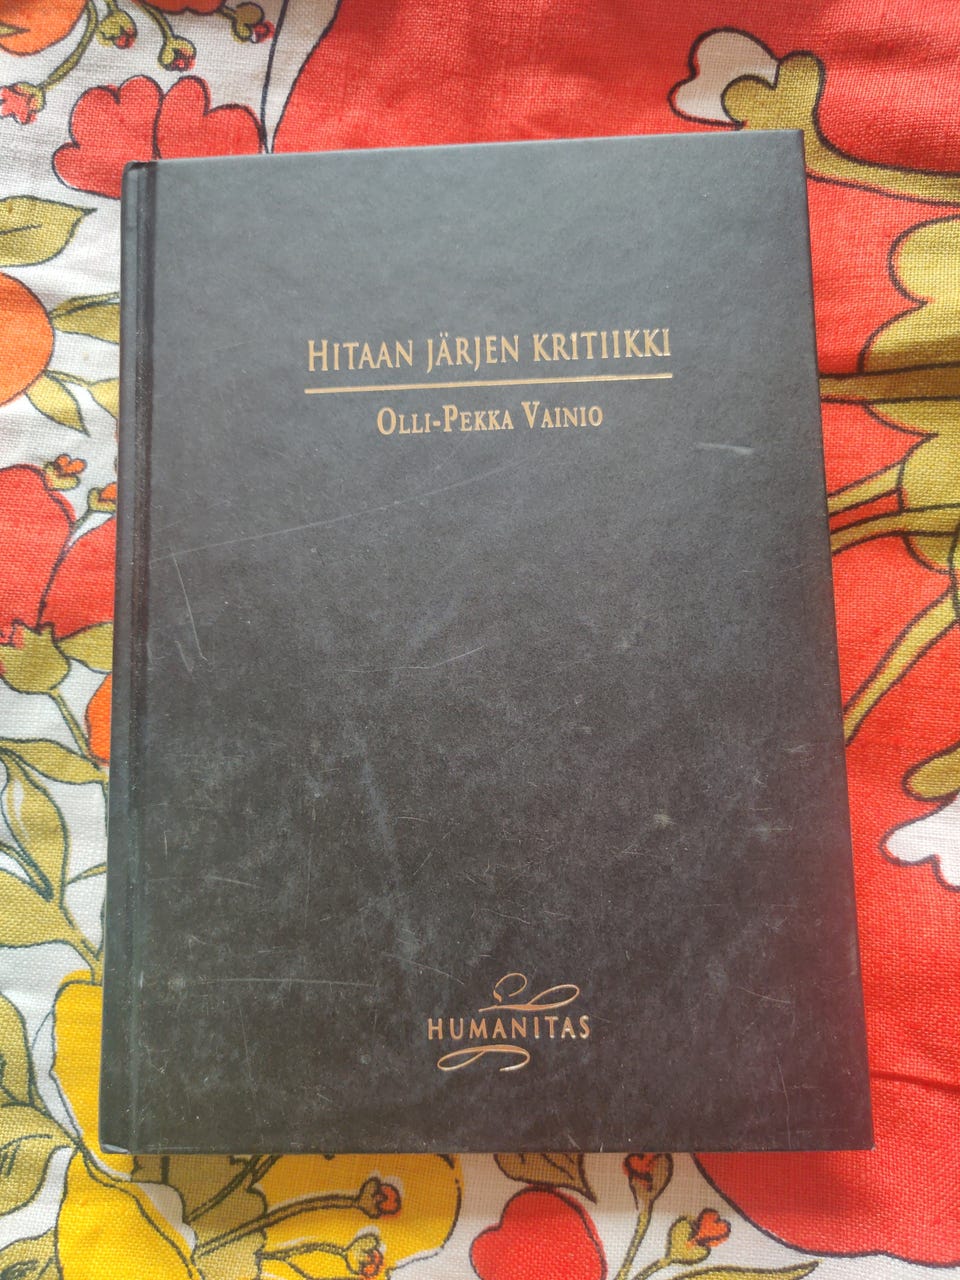 HITAAN JÄRJEN KRITIIKKI
OLLI-PEKKA VAINIO
HUMANITAS